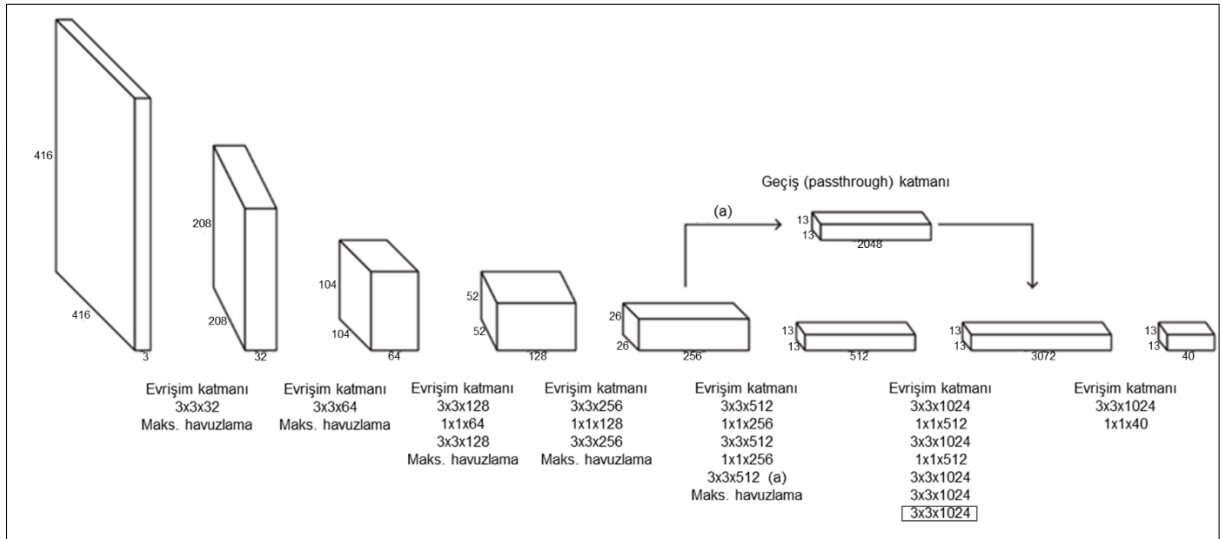 416
416
3
208
208
32
104
104
64
52
52
128
26
26
256
(a)
Geçiş (passthrough) katmanı
13
13
2048
13
13
512
13
13
3072
13
13
40
Evrişim katmanı
3x3x32
Maks. havuzlama
Evrişim katmanı
3x3x64
Maks. havuzlama
Evrişim katmanı
3x3x128
1x1x64
3x3x128
Maks. havuzlama
Evrişim katmanı
3x3x256
1x1x128
3x3x256
Maks. havuzlama
Evrişim katmanı
3x3x512
1x1x256
3x3x512
1x1x256
3x3x512 (a)
Maks. havuzlama
Evrişim katmanı
3x3x1024
1x1x512
3x3x1024
1x1x512
3x3x1024
3x3x1024
3x3x1024
Evrişim katmanı
3x3x1024
1x1x40